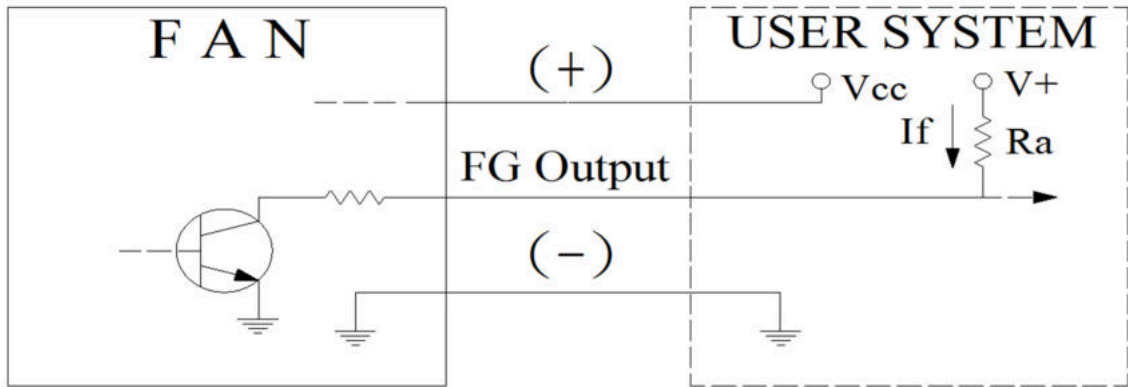 F A N
USER SYSTEM
(+)
Vcc
V+
If
Ra
FG Output
(-)